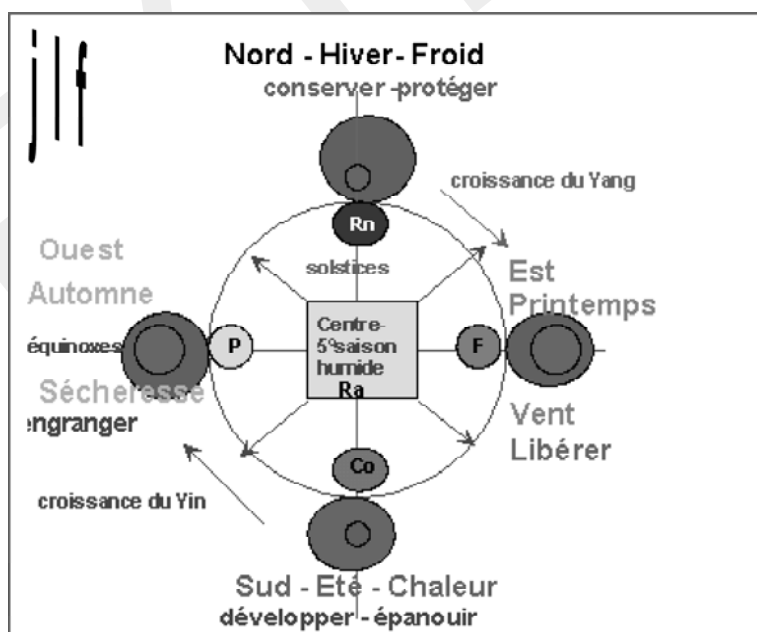 jlf
Nord - Hiver- Froid
conserver -protéger
croissance du Yang
Rn
Ouest
Automne
solstices
Est
Printemps
équinoxes
P
Centre-
5°saison
humide
Ra
F
Sécheresse
engranger
Vent
Libérer
Co
croissance du Yin
Sud - Eté - Chaleur
développer -épanouir